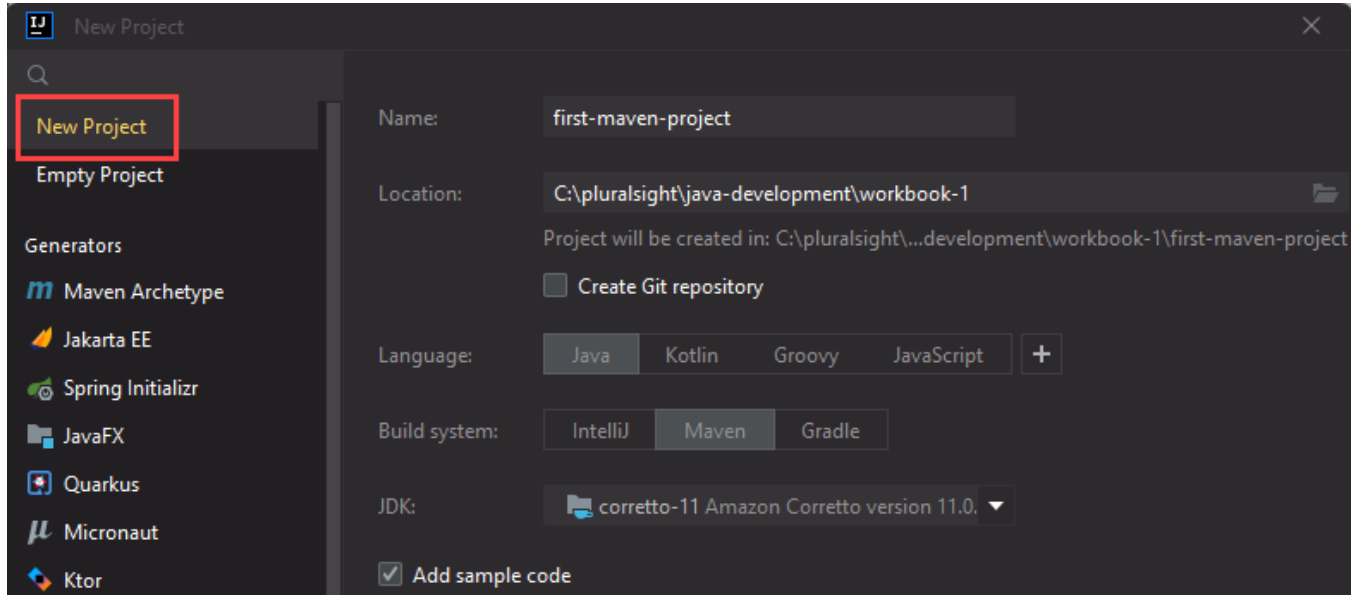 IJ
New Project
New Project
Empty Project
Generators
m Maven Archetype
Jakarta EE
Spring Initializr
JavaFX
Quarkus
μ Micronaut
Ktor
Name: first-maven-project
Location: C:\pluralsight\java-development\workbook-1
Project will be created in: C:\pluralsight\...development\workbook-1\first-maven-project
Create Git repository
Language: Java Kotlin Groovy JavaScript +
Build system: IntelliJ Maven Gradle
JDK: corretto-11 Amazon Corretto version 11.0.
Add sample code